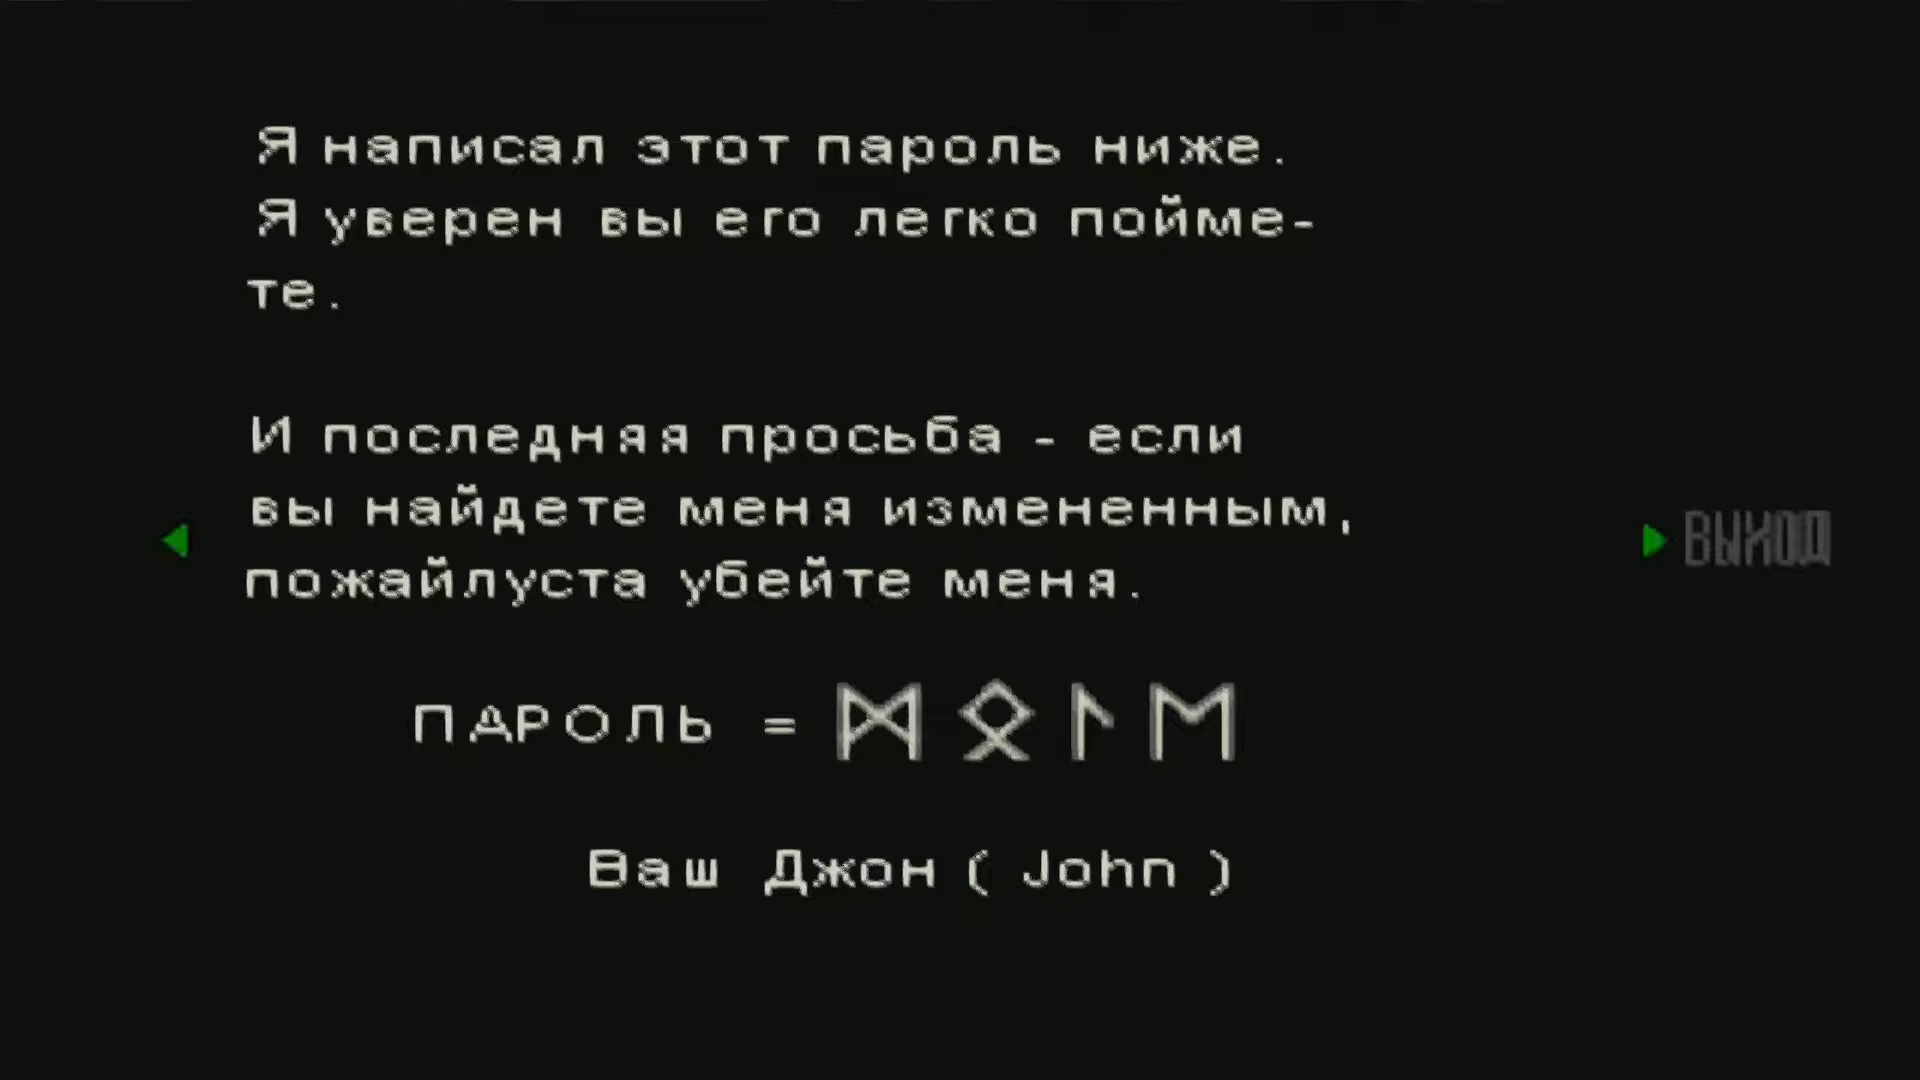 Я написал этот пароль ниже.
Я уверен вы его легко пойме-
те.
И последняя просьба - если
вы найдете меня измененным,
пожайлуста убейте меня.
ВЫХОД
ПАРОЛЬ = ᛞ ᛟ ᛚ ᛖ
Ваш Джон ( John )